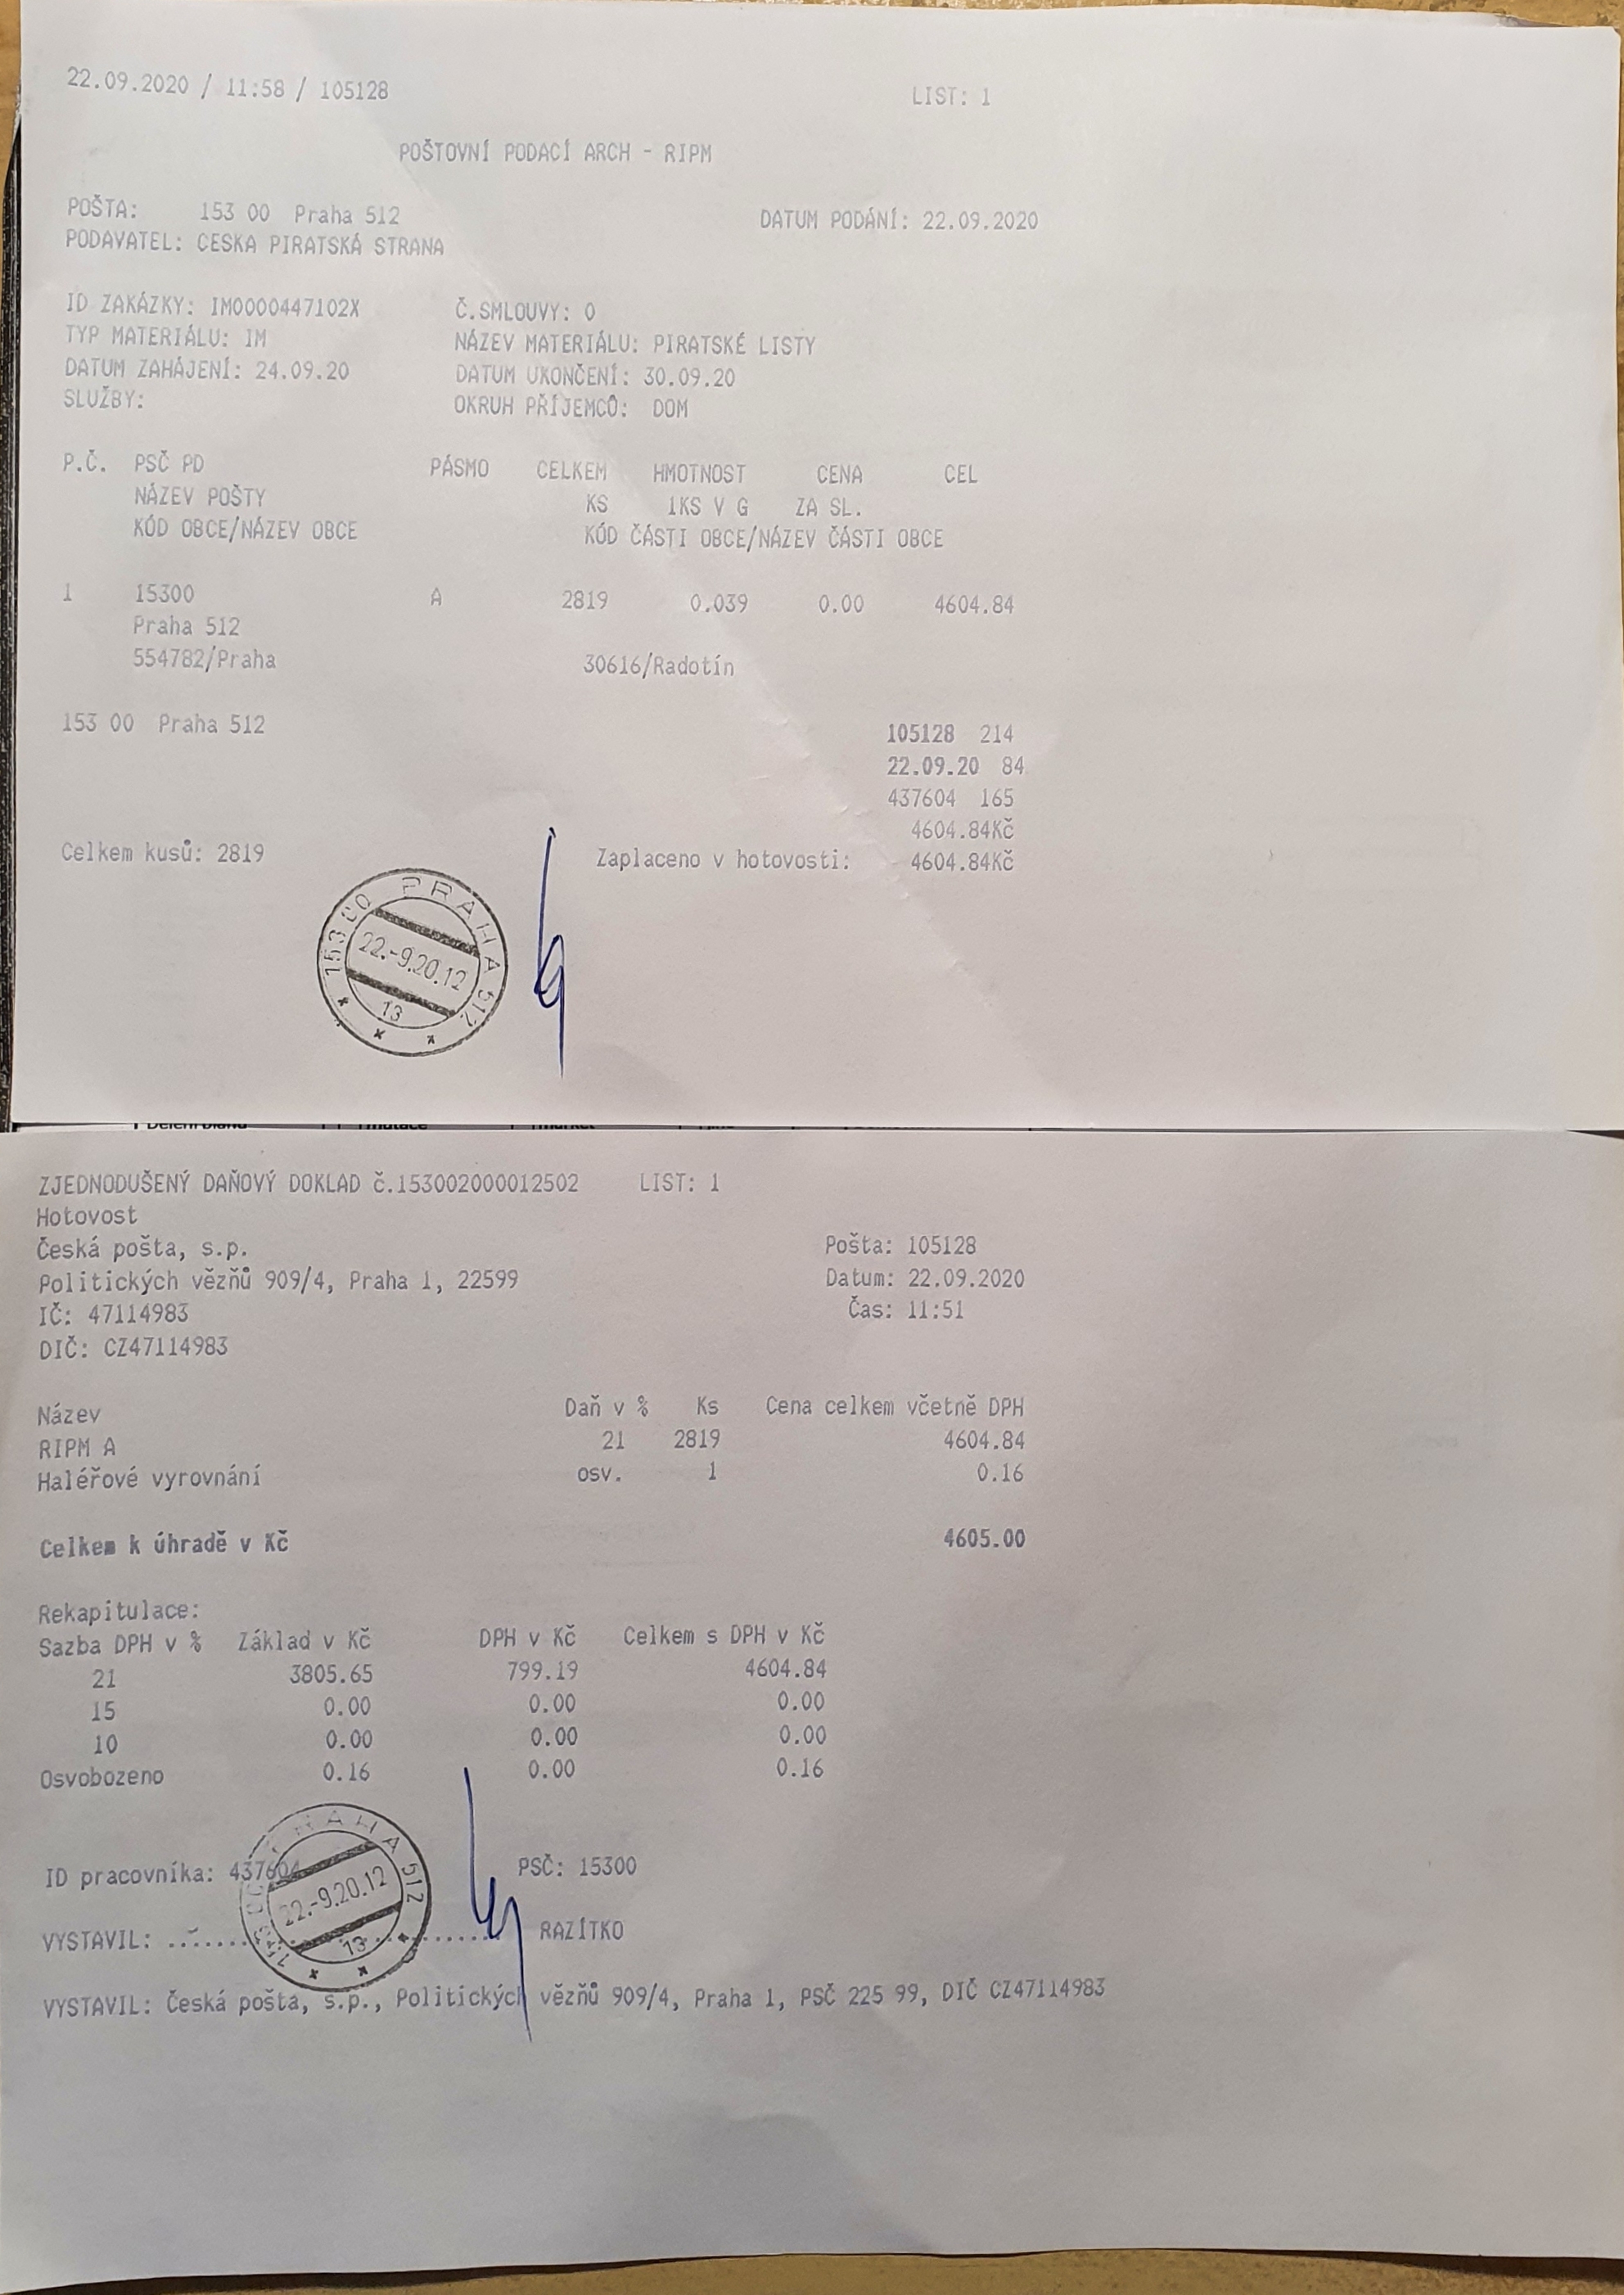 22.09.2020 / 11:58 / 105128 LIST: 1
POŠTOVNÍ PODACÍ ARCH - RIPM
POŠTA: 153 00 Praha 512 DATUM PODÁNÍ: 22.09.2020
PODAVATEL: CESKA PIRATSKÁ STRANA
ID ZAKÁZKY: IM0000447102X Č.SMLOUVY: 0
TYP MATERIÁLU: IM NÁZEV MATERIÁLU: PIRATSKÉ LISTY
DATUM ZAHÁJENÍ: 24.09.20 DATUM UKONČENÍ: 30.09.20
SLUŽBY: OKRUH PŘÍJEMCŮ: DOM
P.Č. PSČ PD PÁSMO CELKEM HMOTNOST CENA CEL
NÁZEV POŠTY KS 1KS V G ZA SL.
KÓD OBCE/NÁZEV OBCE KÓD ČÁSTI OBCE/NÁZEV ČÁSTI OBCE
1 15300 A 2819 0.039 0.00 4604.84
Praha 512
554782/Praha 30616/Radotín
153 00 Praha 512 105128 214
22.09.20 84
437604 165
4604.84Kč
Celkem kusů: 2819 Zaplaceno v hotovosti: 4604.84Kč
153 00 PRAHA 512
22.-9.20.12
13
ZJEDNODUŠENÝ DAŇOVÝ DOKLAD č.153002000012502 LIST: 1
Hotovost
Česká pošta, s.p. Pošta: 105128
Politických vězňů 909/4, Praha 1, 22599 Datum: 22.09.2020
IČ: 47114983 Čas: 11:51
DIČ: CZ47114983
Název Daň v % Ks Cena celkem včetně DPH
RIPM A 21 2819 4604.84
Haléřové vyrovnání osv. 1 0.16
Celkem k úhradě v Kč 4605.00
Rekapitulace:
Sazba DPH v % Základ v Kč DPH v Kč Celkem s DPH v Kč
21 3805.65 799.19 4604.84
15 0.00 0.00 0.00
10 0.00 0.00 0.00
Osvobozeno 0.16 0.00 0.16
ID pracovníka: 437604 PSČ: 15300
153 00 PRAHA 512
22.-9.20.12
13
VYSTAVIL: ............................ RAZÍTKO
VYSTAVIL: Česká pošta, s.p., Politických vězňů 909/4, Praha 1, PSČ 225 99, DIČ CZ47114983